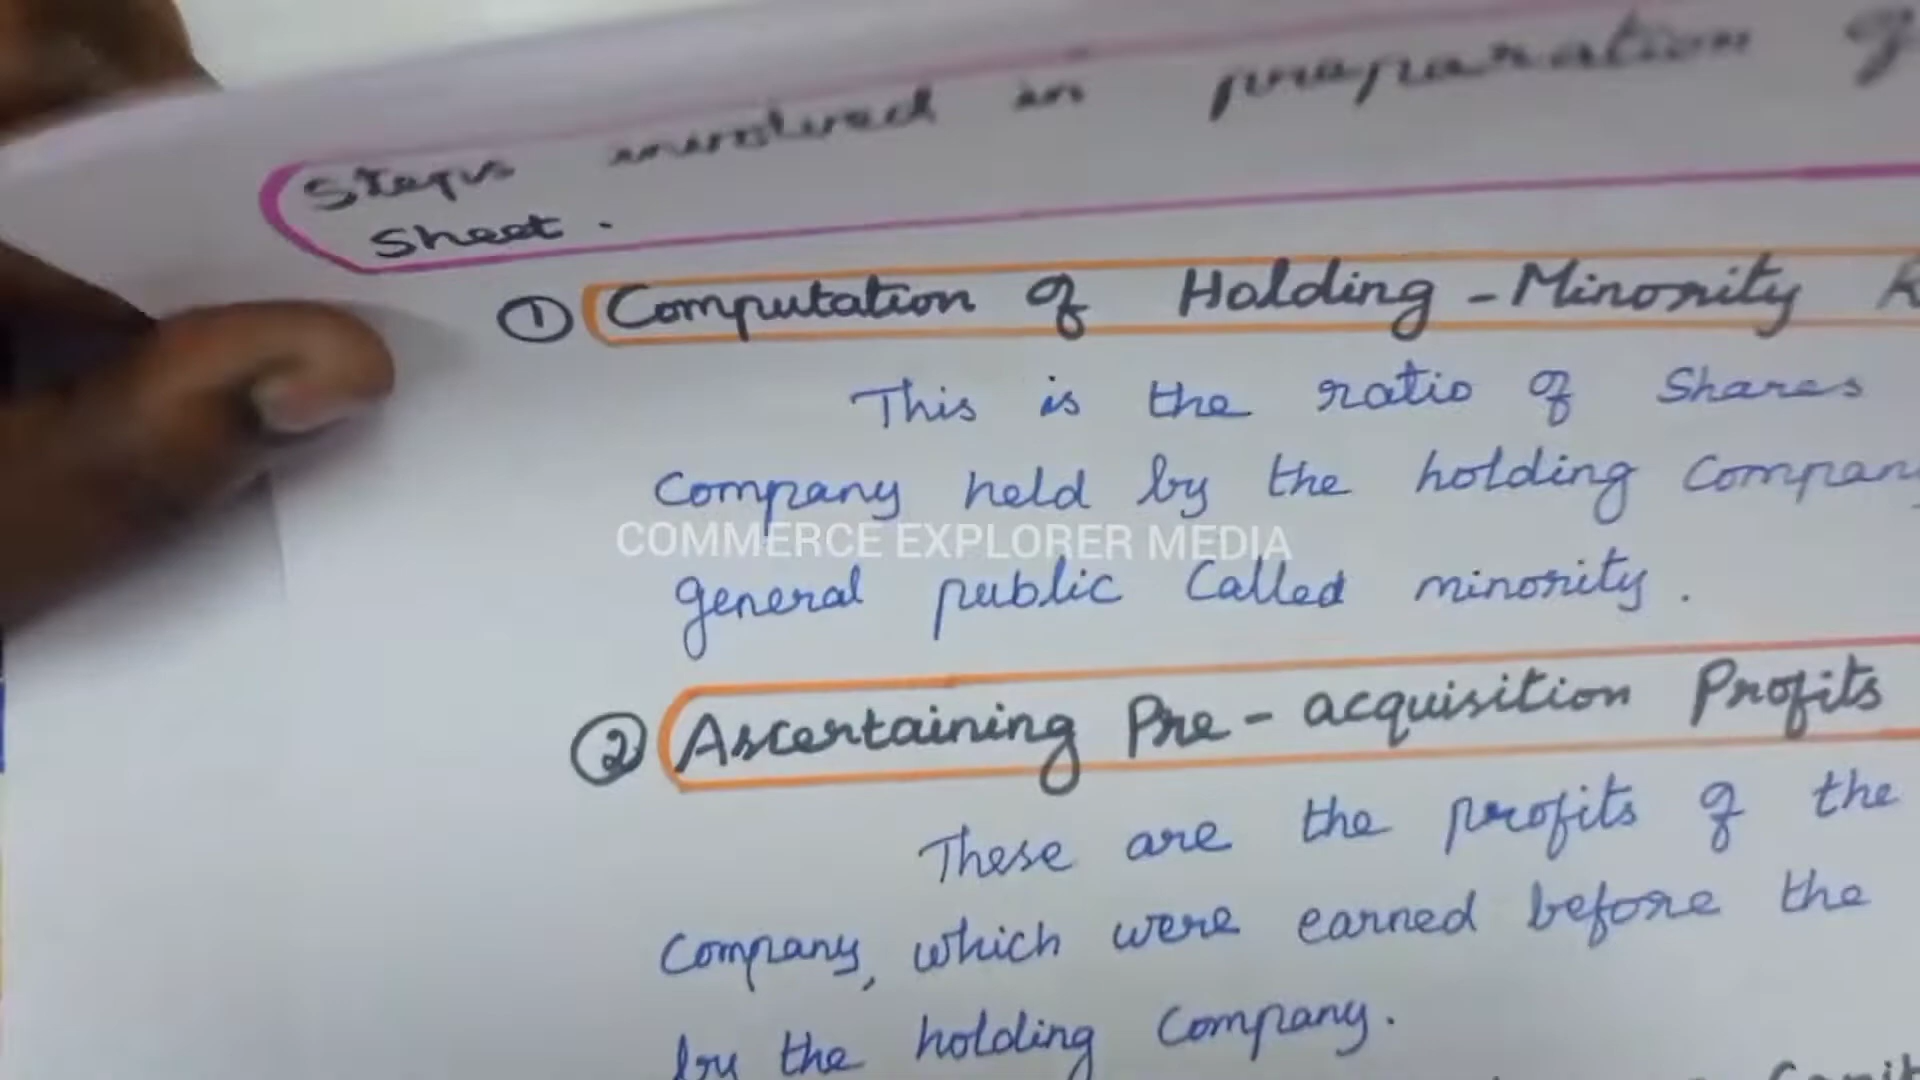 Steps involved in preparation of
Sheet.
① Computation of Holding - Minority R
This is the ratio of Shares
Company held by the holding Company
COMMERCE EXPLORER MEDIA
general public Called minority.
② Ascertaining Pre-acquisition Profits
These are the profits of the
Company, which were earned before the
by the holding Company.